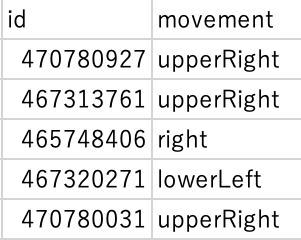 id movement
470780927 upperRight
467313761 upperRight
465748406 right
467320271 lowerLeft
470780031 upperRight